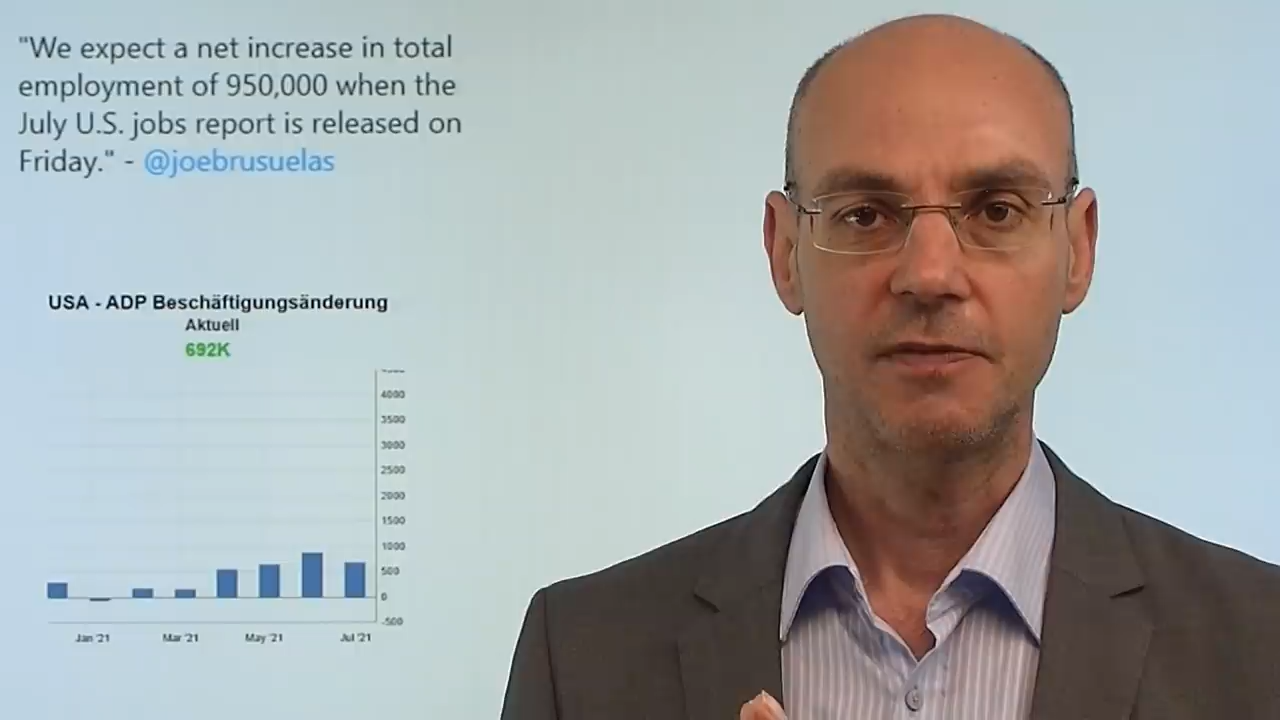 "We expect a net increase in total
employment of 950,000 when the
July U.S. jobs report is released on
Friday." - @joebrusuelas
USA - ADP Beschäftigungsänderung
Aktuell
692K
4000
3500
3000
2500
2000
1500
1000
500
0
-500
Jan '21
Mar '21
May '21
Jul '21